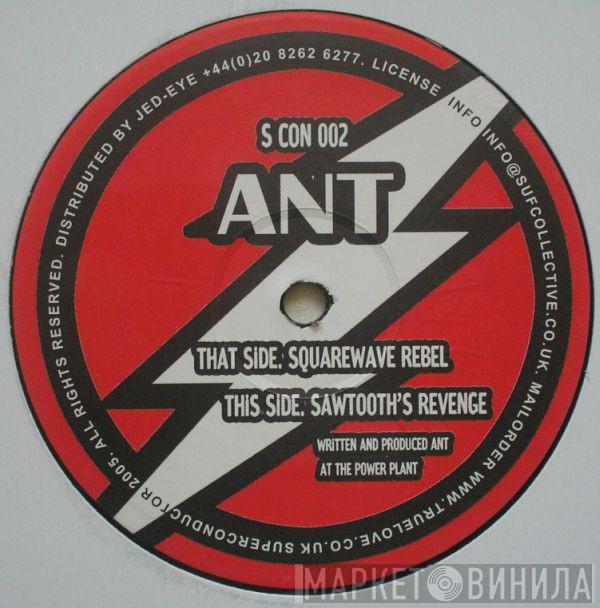 S CON 002
ANT
THAT SIDE. SQUAREWAVE REBEL
THIS SIDE. SAWTOOTH'S REVENGE
WRITTEN AND PRODUCED ANT
AT THE POWER PLANT
SUPERCONDUCTOR 2005. ALL RIGHTS RESERVED. DISTRIBUTED BY JED-EYE +44(0)20 8262 6277. LICENSE INFO INFO@SUFCOLLECTIVE.CO.UK. MAILORDER WWW.TRUELOVE.CO.UK
МАРКЕТ ВИНИЛА